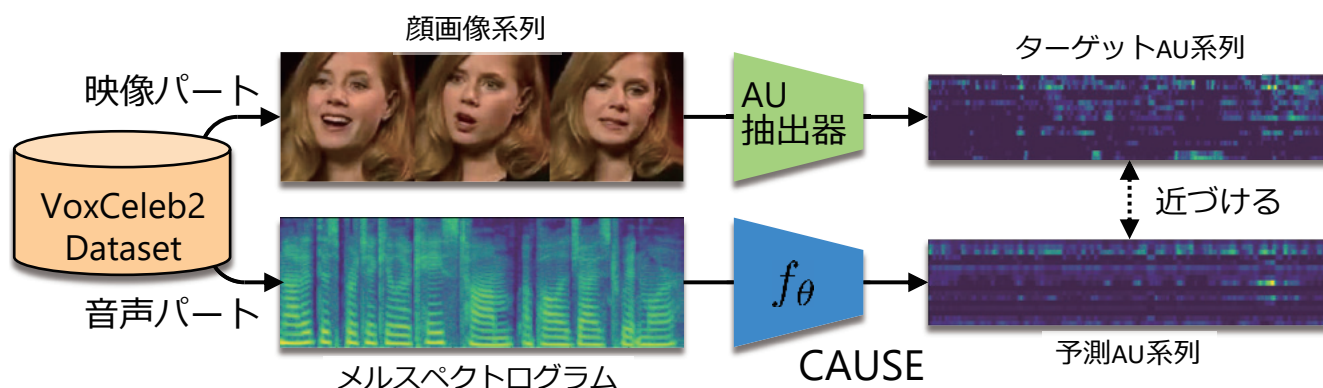 顔画像系列
ターゲットAU系列
映像パート
AU
抽出器
VoxCeleb2
Dataset
近づける
f_θ
音声パート
メルスペクトログラム
CAUSE
予測AU系列